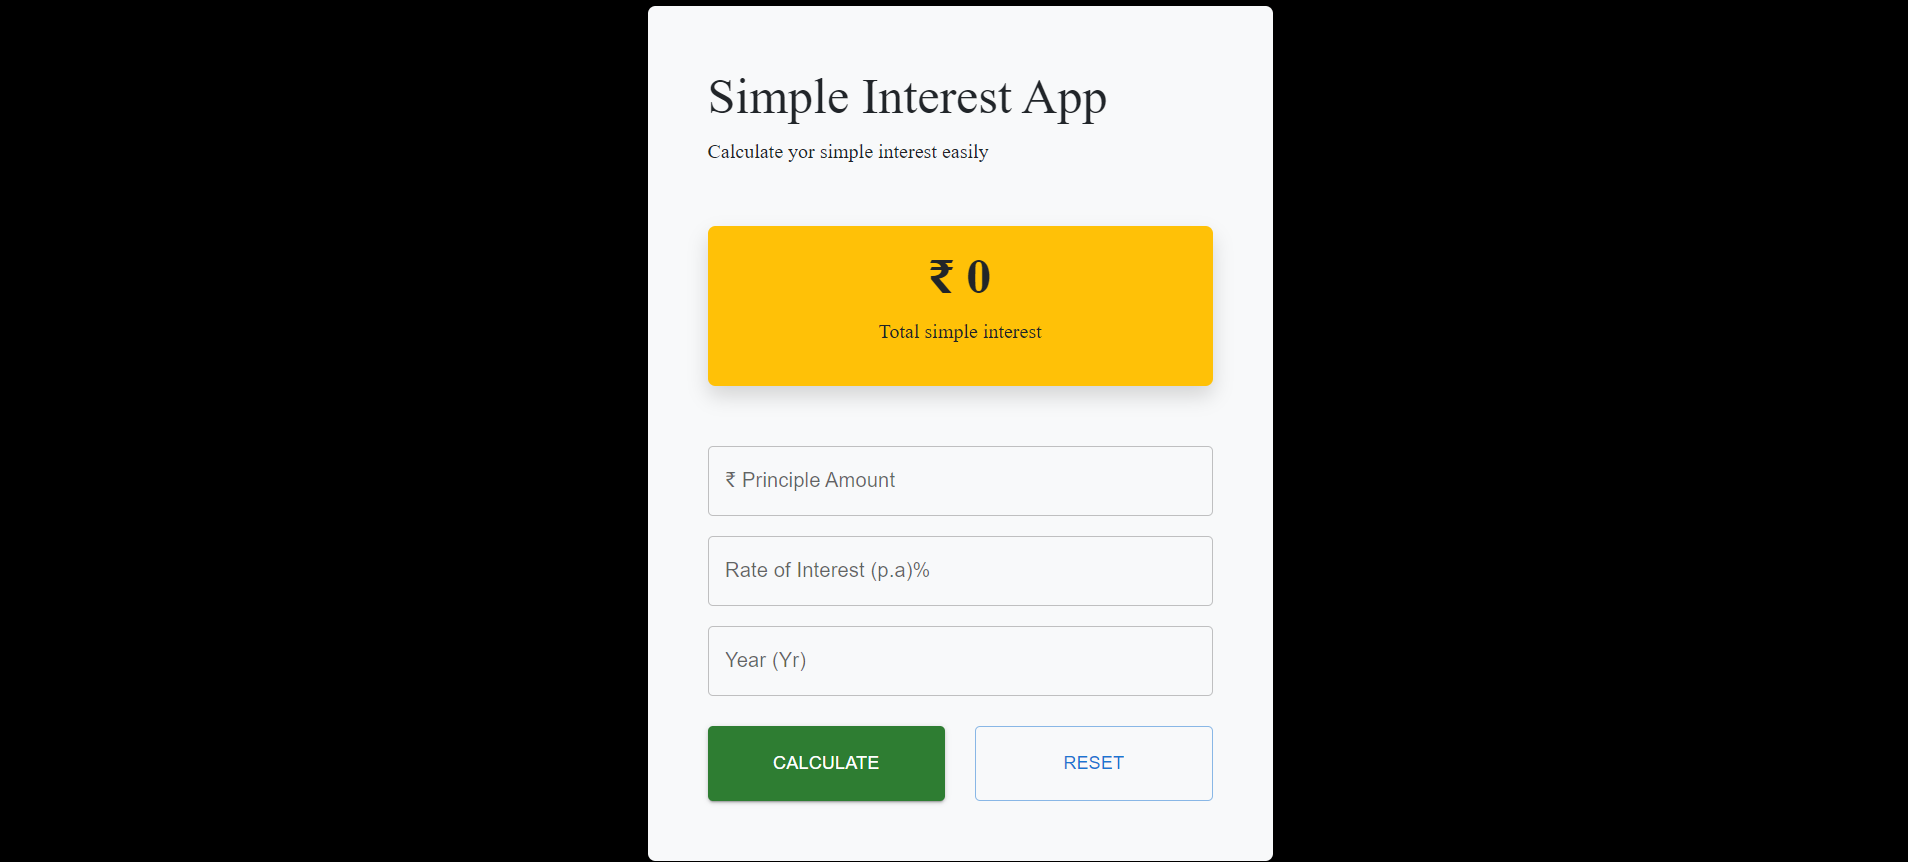 Simple Interest App
Calculate yor simple interest easily
₹ 0
Total simple interest
₹ Principle Amount
Rate of Interest (p.a)%
Year (Yr)
CALCULATE
RESET